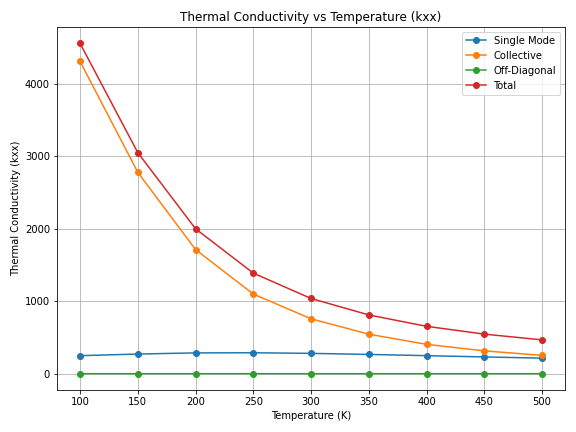 Thermal Conductivity vs Temperature (kxx)
Single Mode
Collective
Off-Diagonal
Total
Thermal Conductivity (kxx)
4000
3000
2000
1000
0
100 150 200 250 300 350 400 450 500
Temperature (K)